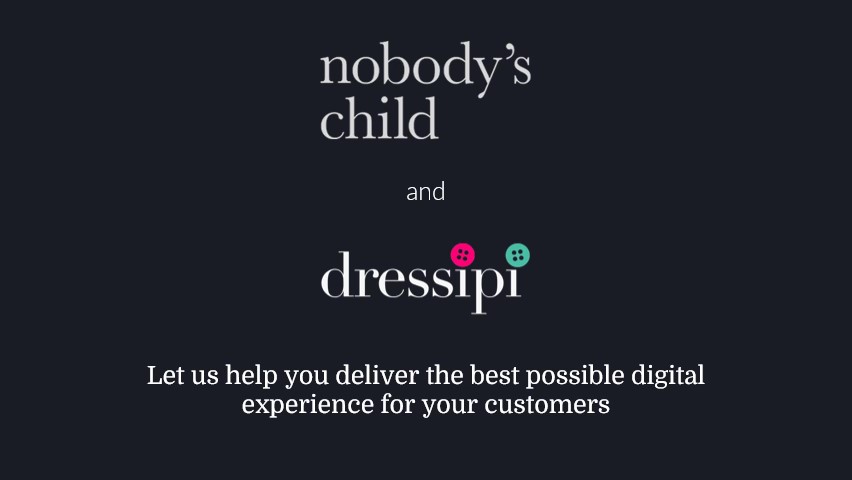 nobody's
child
and
dressipi
Let us help you deliver the best possible digital
experience for your customers